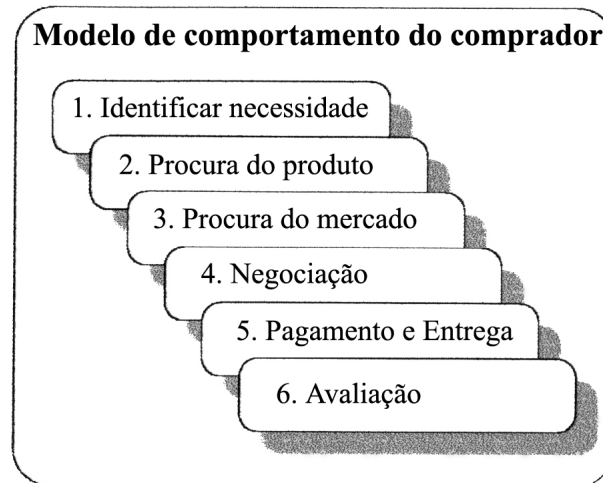 Modelo de comportamento do comprador
1. Identificar necessidade
2. Procura do produto
3. Procura do mercado
4. Negociação
5. Pagamento e Entrega
6. Avaliação